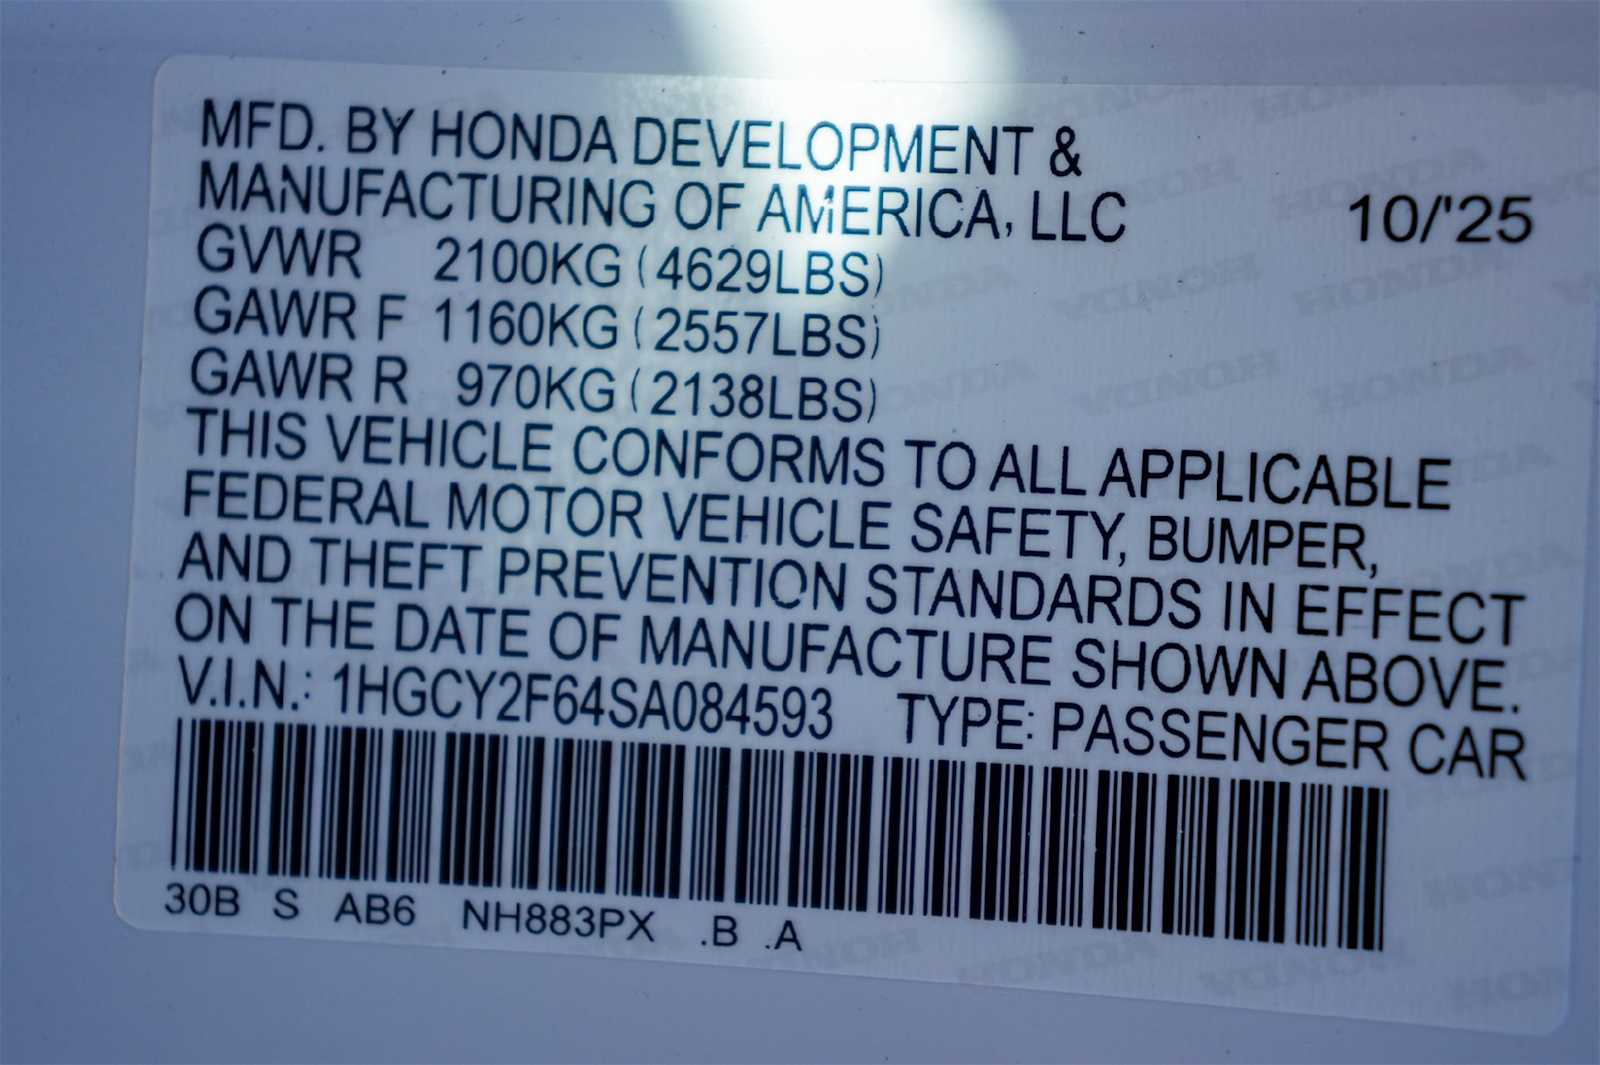 MFD. BY HONDA DEVELOPMENT &
MANUFACTURING OF AMERICA, LLC 10/'25
GVWR 2100KG (4629LBS)
GAWR F 1160KG (2557LBS)
GAWR R 970KG (2138LBS)
THIS VEHICLE CONFORMS TO ALL APPLICABLE
FEDERAL MOTOR VEHICLE SAFETY, BUMPER,
AND THEFT PREVENTION STANDARDS IN EFFECT
ON THE DATE OF MANUFACTURE SHOWN ABOVE.
V.I.N.: 1HGCY2F64SA084593 TYPE: PASSENGER CAR
30B S AB6 NH883PX .B .A